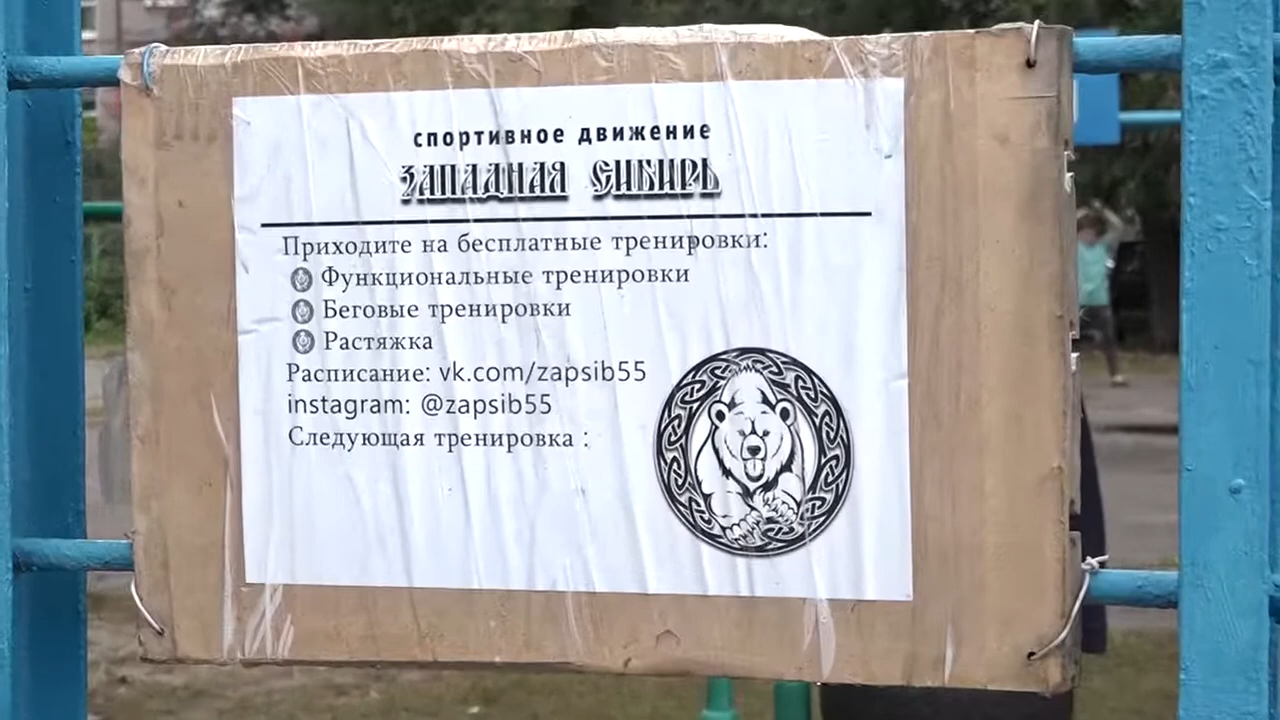 спортивное движение
ЗАПАДНАЯ СИБИРЬ
Приходите на бесплатные тренировки:
Функциональные тренировки
Беговые тренировки
Растяжка
Расписание: vk.com/zapsib55
instagram: @zapsib55
Следующая тренировка :